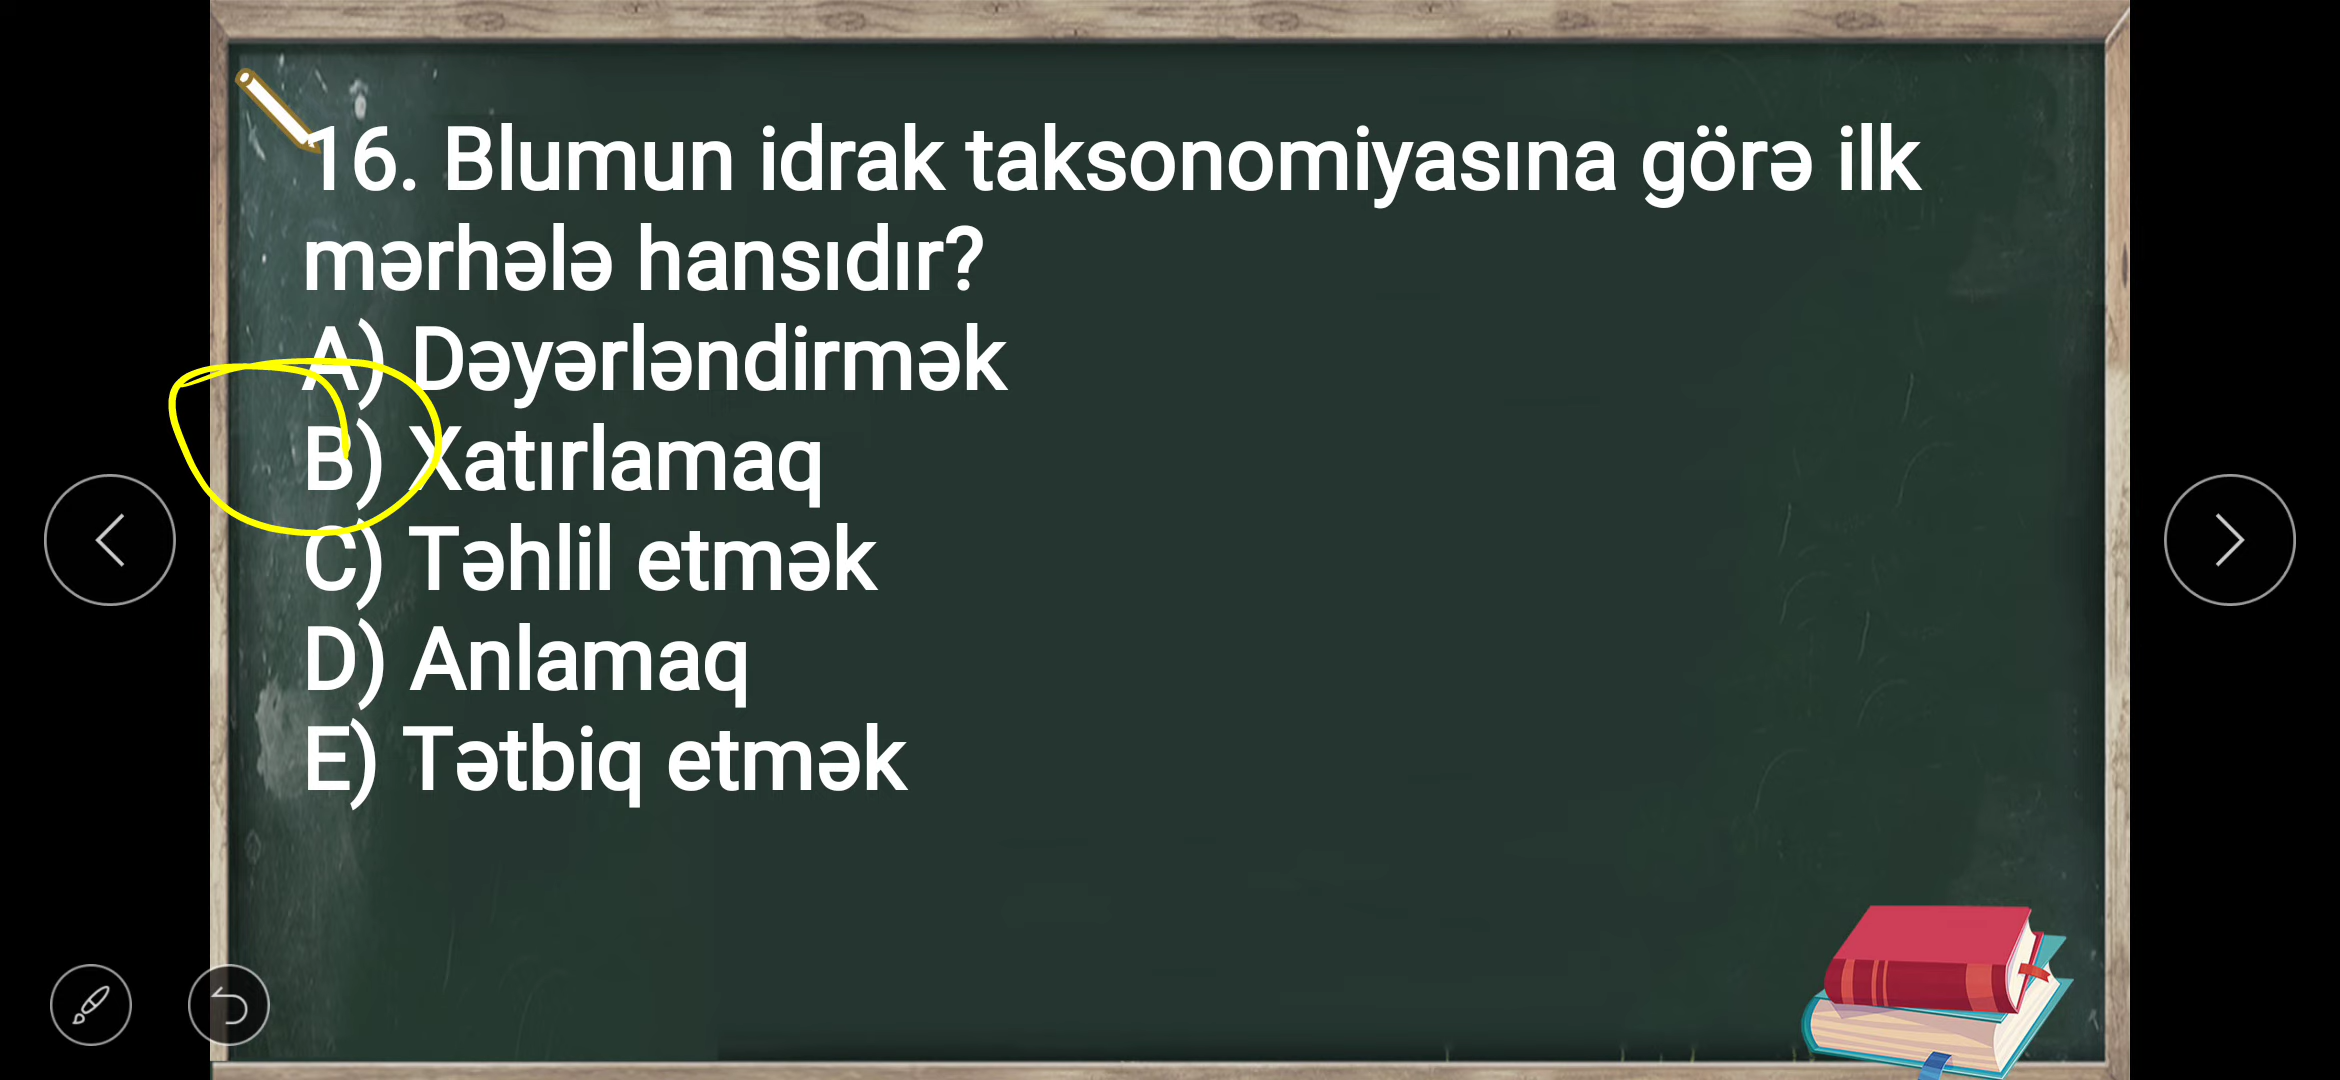 16. Blumun idrak taksonomiyasına görə ilk
mərhələ hansıdır?
A) Dəyərləndirmək
B) Xatırlamaq
C) Təhlil etmək
D) Anlamaq
E) Tətbiq etmək